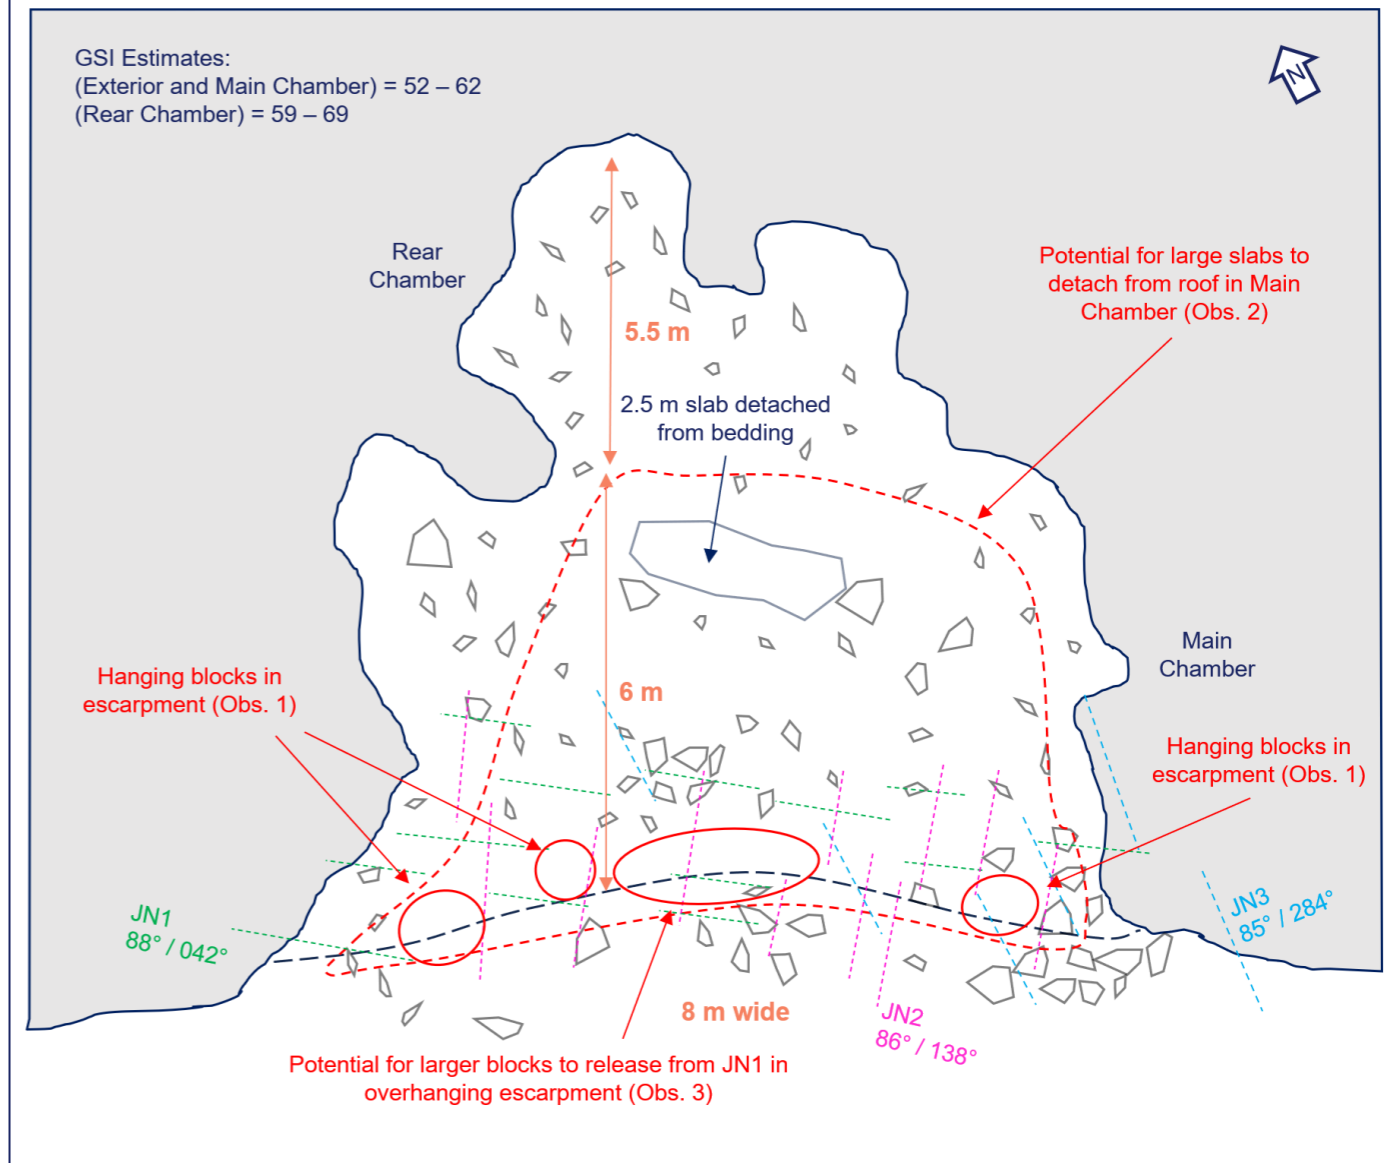 GSI Estimates:
(Exterior and Main Chamber) = 52 – 62
(Rear Chamber) = 59 – 69
N
Rear
Chamber
Potential for large slabs to
detach from roof in Main
Chamber (Obs. 2)
5.5 m
2.5 m slab detached
from bedding
Main
Chamber
Hanging blocks in
escarpment (Obs. 1)
6 m
Hanging blocks in
escarpment (Obs. 1)
JN1
88° / 042°
JN3
85° / 284°
8 m wide
JN2
86° / 138°
Potential for larger blocks to release from JN1 in
overhanging escarpment (Obs. 3)